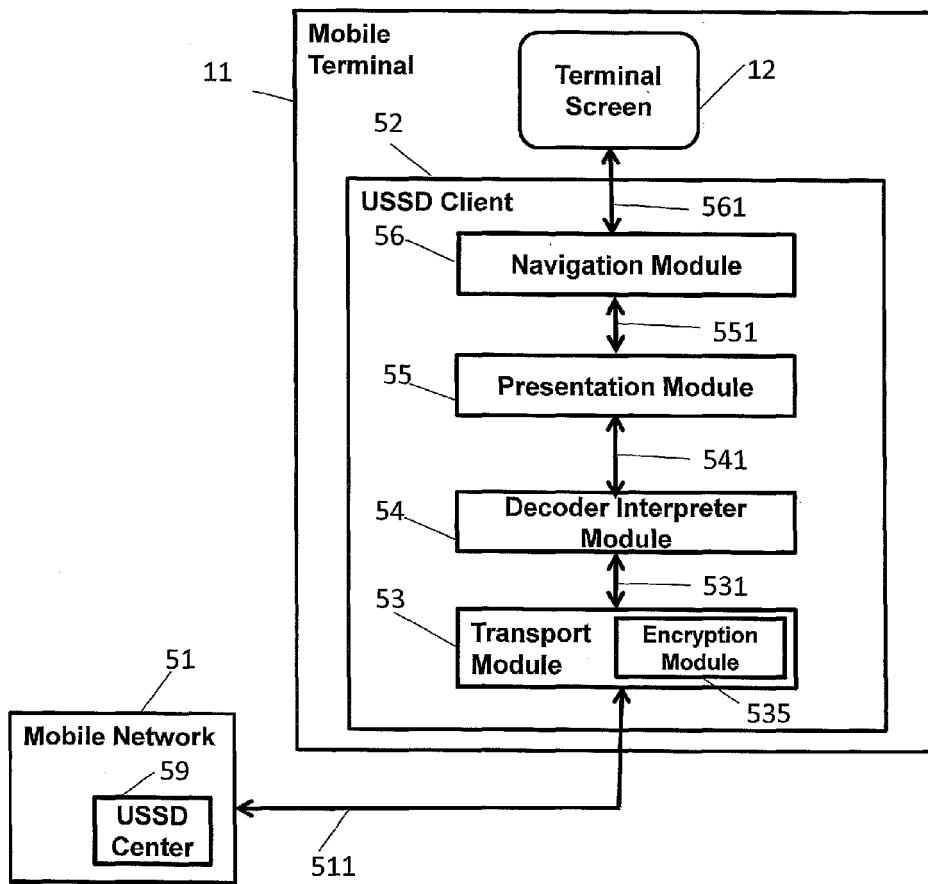 Mobile
Terminal
11
Terminal
Screen
12
52
USSD Client
561
56
Navigation Module
551
55
Presentation Module
541
54
Decoder Interpreter
Module
531
53
Transport
Module
Encryption
Module
535
51
Mobile Network
59
USSD
Center
511